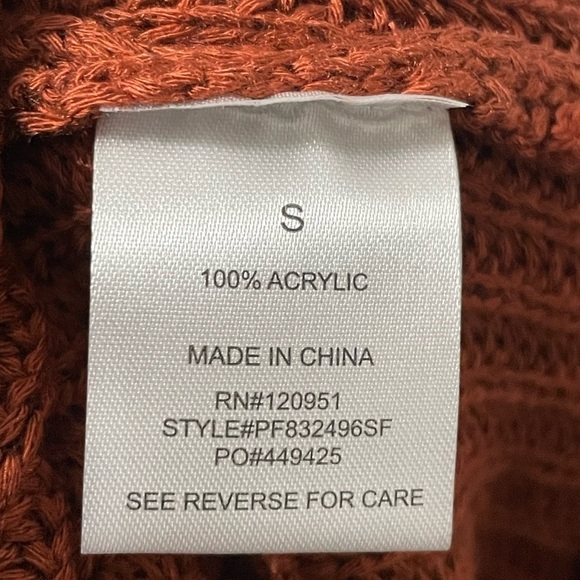 S
100% ACRYLIC
MADE IN CHINA
RN#120951
STYLE#PF832496SF
PO#449425
SEE REVERSE FOR CARE